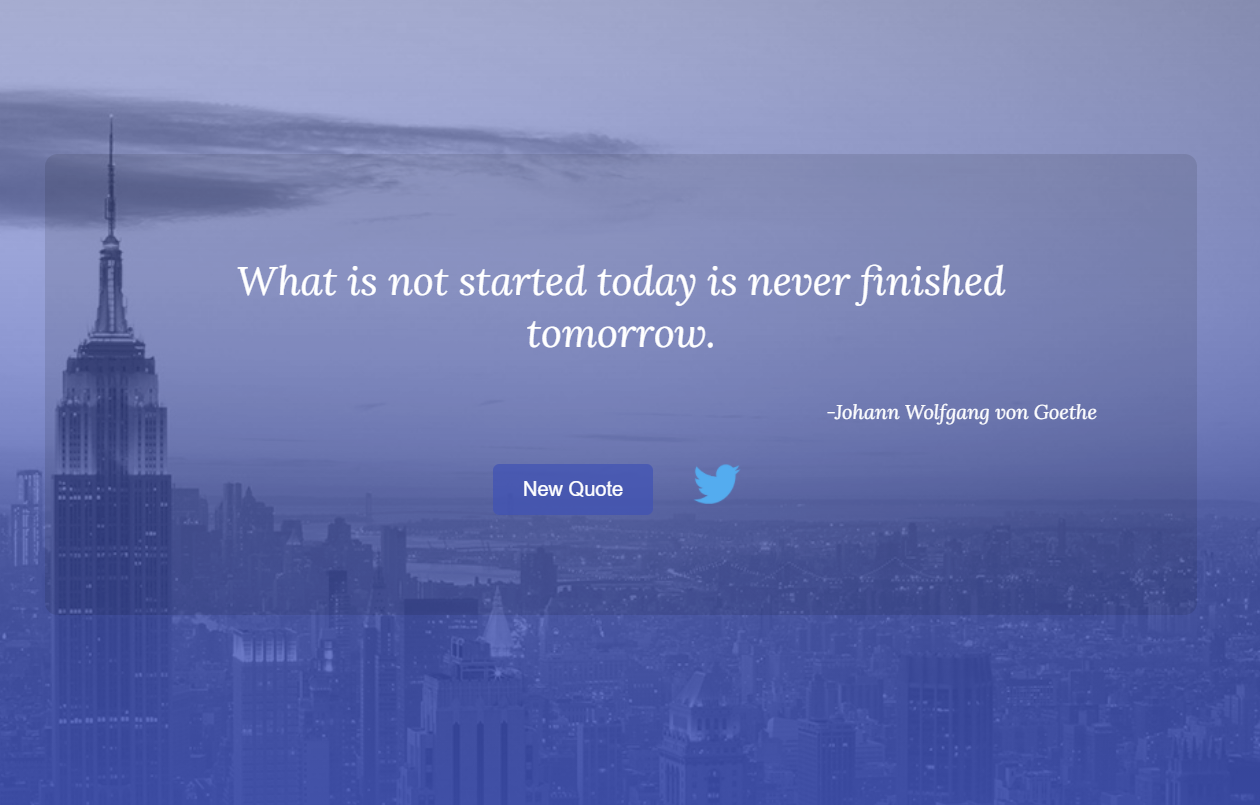 What is not started today is never finished
tomorrow.
-Johann Wolfgang von Goethe
New Quote